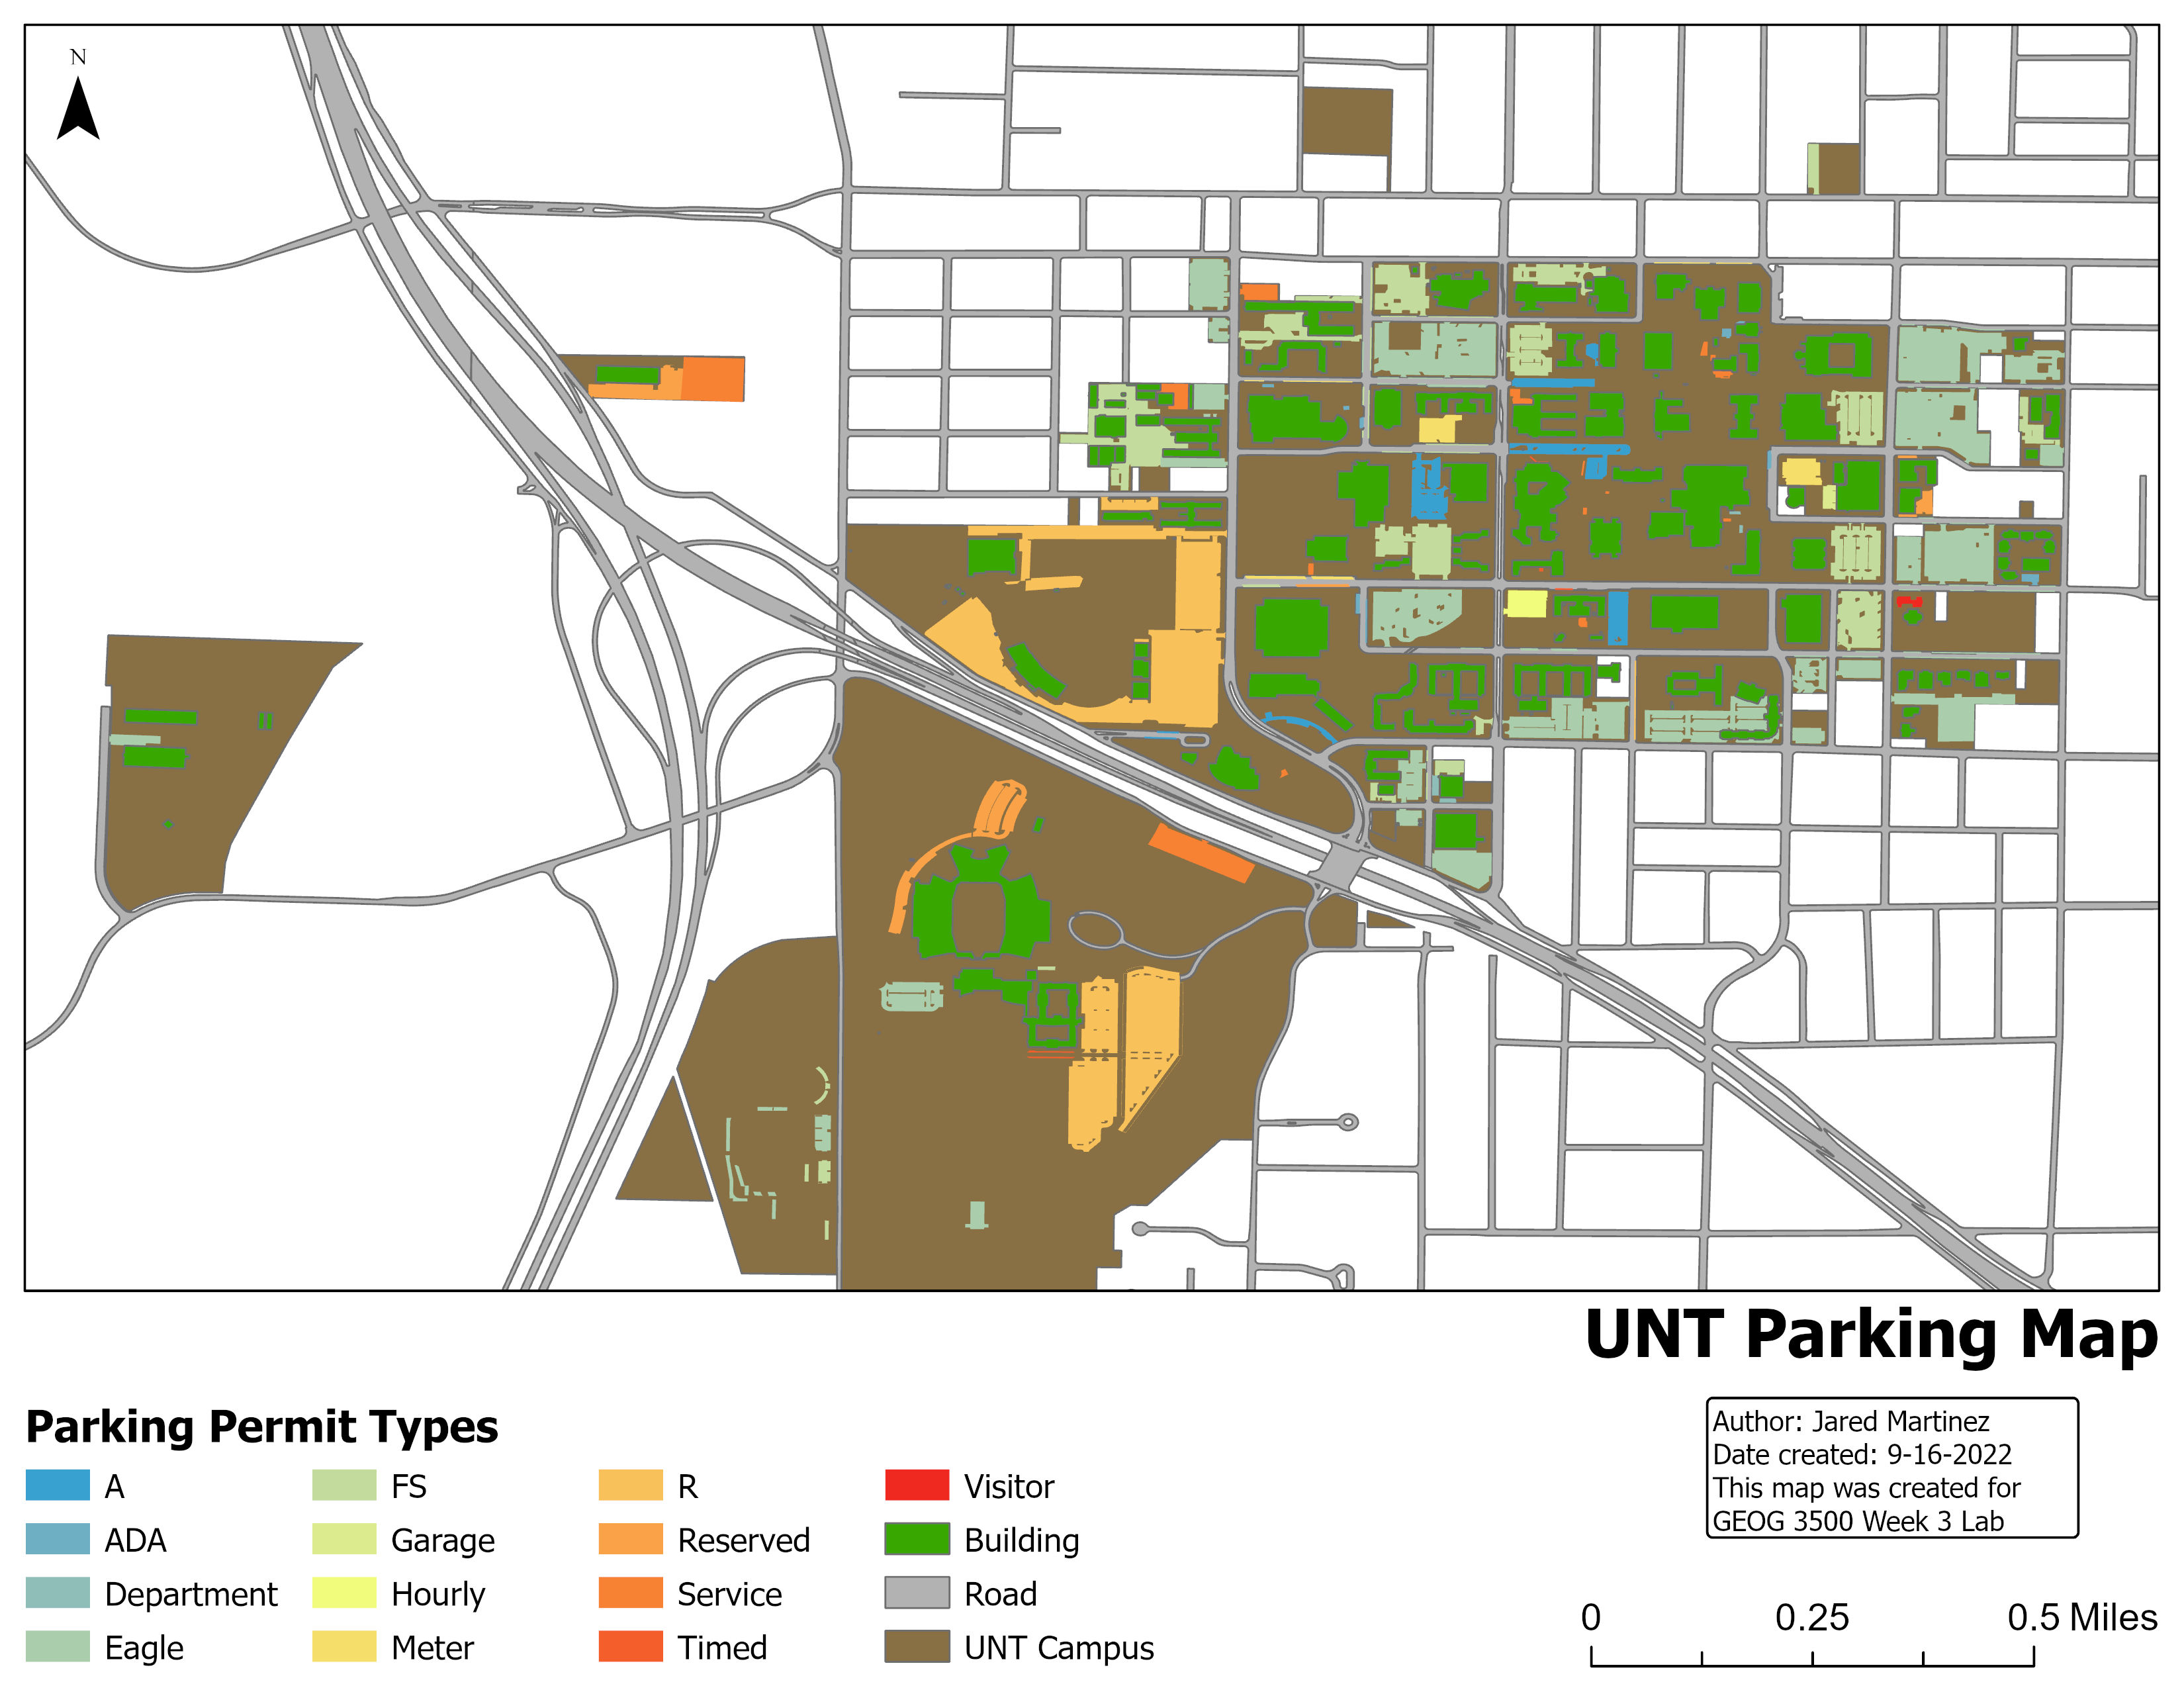 N
UNT Parking Map
Parking Permit Types
A
ADA
Department
Eagle
FS
Garage
Hourly
Meter
R
Reserved
Service
Timed
Visitor
Building
Road
UNT Campus
Author: Jared Martinez
Date created: 9-16-2022
This map was created for
GEOG 3500 Week 3 Lab
0 0.25 0.5 Miles